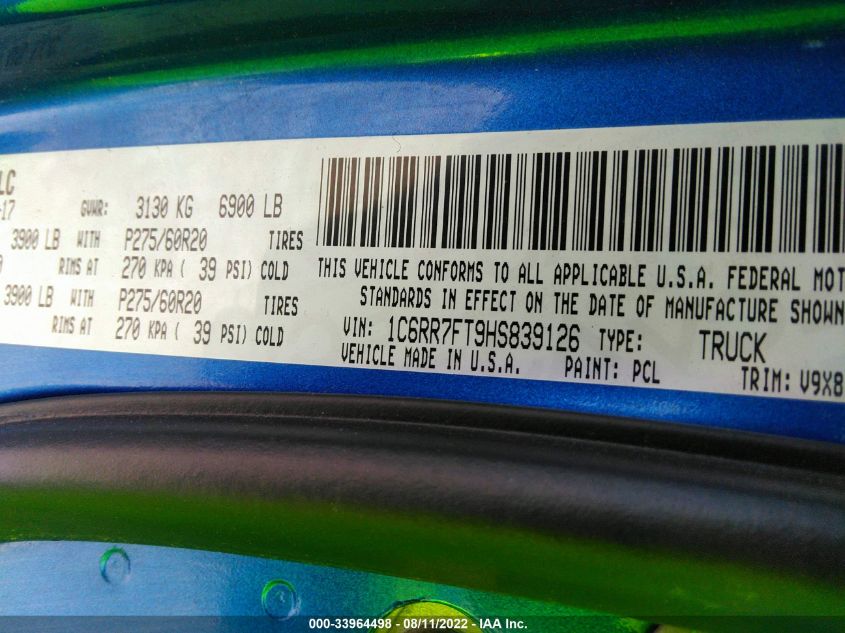 LC
-17 GVWR: 3130 KG 6900 LB
3900 LB WITH P275/60R20 TIRES
RIMS AT 270 KPA ( 39 PSI) COLD
3900 LB WITH P275/60R20 TIRES
RIMS AT 270 KPA ( 39 PSI) COLD
THIS VEHICLE CONFORMS TO ALL APPLICABLE U.S.A. FEDERAL MOT
STANDARDS IN EFFECT ON THE DATE OF MANUFACTURE SHOWN
VIN: 1C6RR7FT9HS839126 TYPE: TRUCK
VEHICLE MADE IN U.S.A. PAINT: PCL TRIM: V9X8
000-33964498 - 08/11/2022 - IAA Inc.